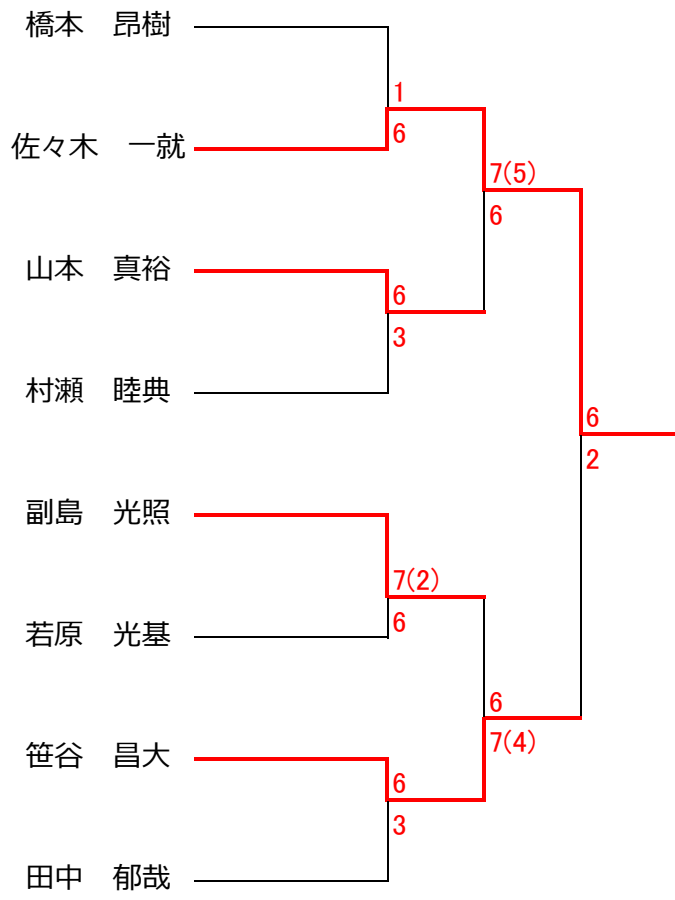 橋本　昂樹
1
佐々木　一就
6
7(5)
6
山本　真裕
6
3
村瀬　睦典
6
2
副島　光照
7(2)
6
若原　光基
6
7(4)
笹谷　昌大
6
3
田中　郁哉